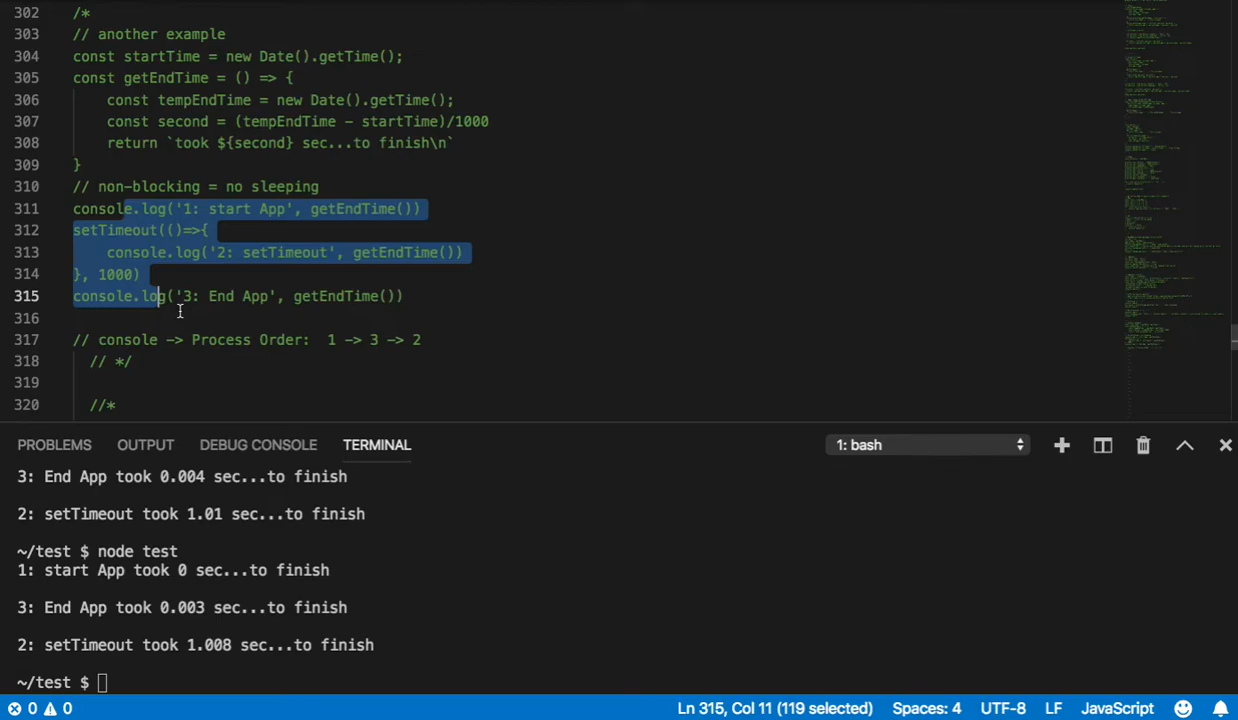 302 /*
303 // another example
304 const startTime = new Date().getTime();
305 const getEndTime = () => {
306 const tempEndTime = new Date().getTime();
307 const second = (tempEndTime - startTime)/1000
308 return `took ${second} sec...to finish\n`
309 }
310 // non-blocking = no sleeping
311 console.log('1: start App', getEndTime())
312 setTimeout(()=>{
313 console.log('2: setTimeout', getEndTime())
314 }, 1000)
315 console.log('3: End App', getEndTime())
316
317 // console -> Process Order:  1 -> 3 -> 2
318 // */
319
320 //*
PROBLEMS OUTPUT DEBUG CONSOLE TERMINAL 1: bash
3: End App took 0.004 sec...to finish
2: setTimeout took 1.01 sec...to finish
~/test $ node test
1: start App took 0 sec...to finish
3: End App took 0.003 sec...to finish
2: setTimeout took 1.008 sec...to finish
~/test $
0 0 Ln 315, Col 11 (119 selected) Spaces: 4 UTF-8 LF JavaScript